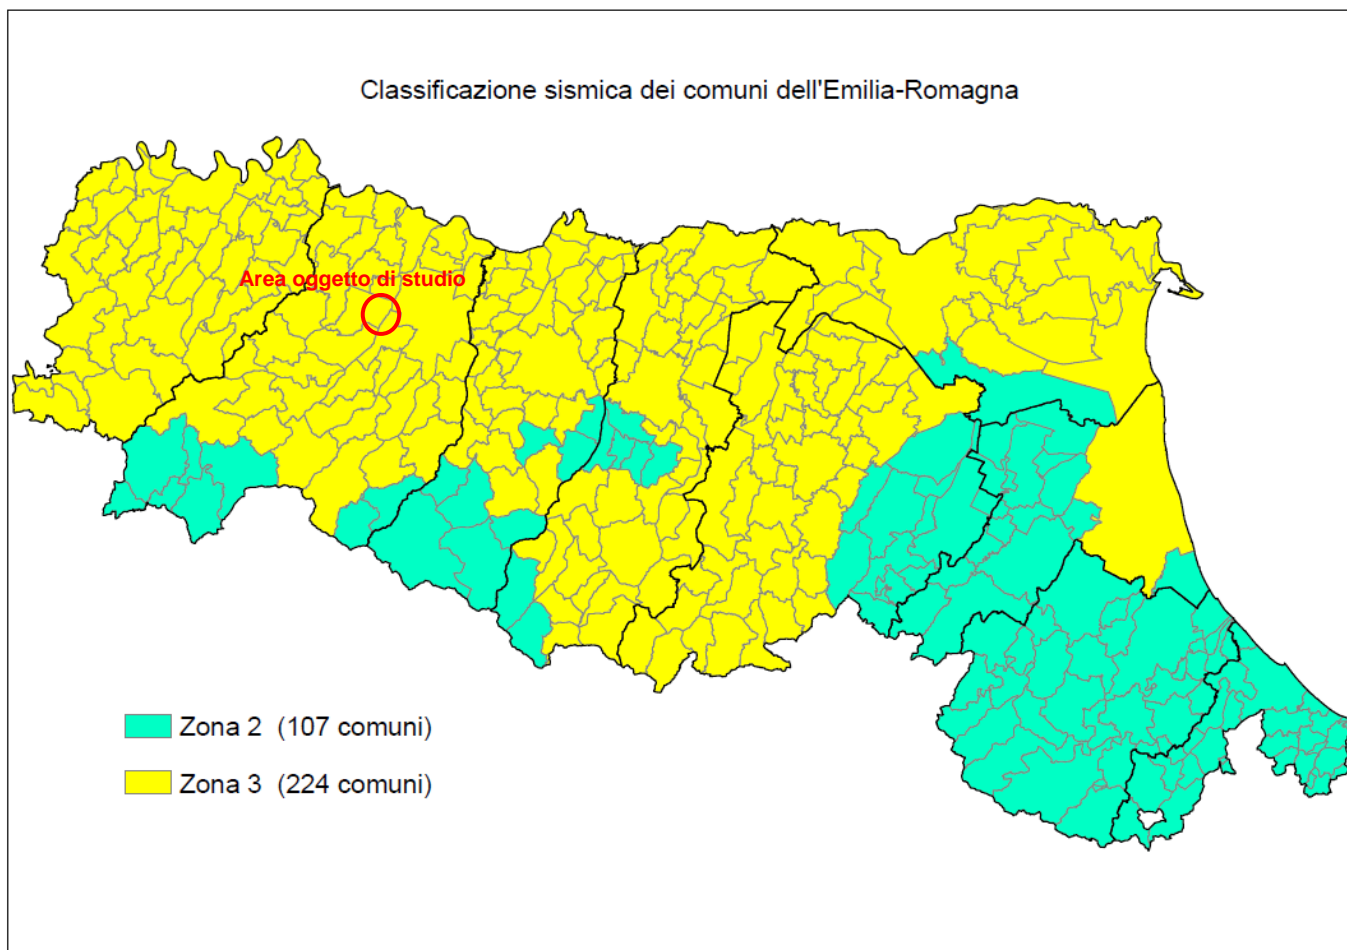 Classificazione sismica dei comuni dell'Emilia-Romagna
Area oggetto di studio
Zona 2 (107 comuni)
Zona 3 (224 comuni)